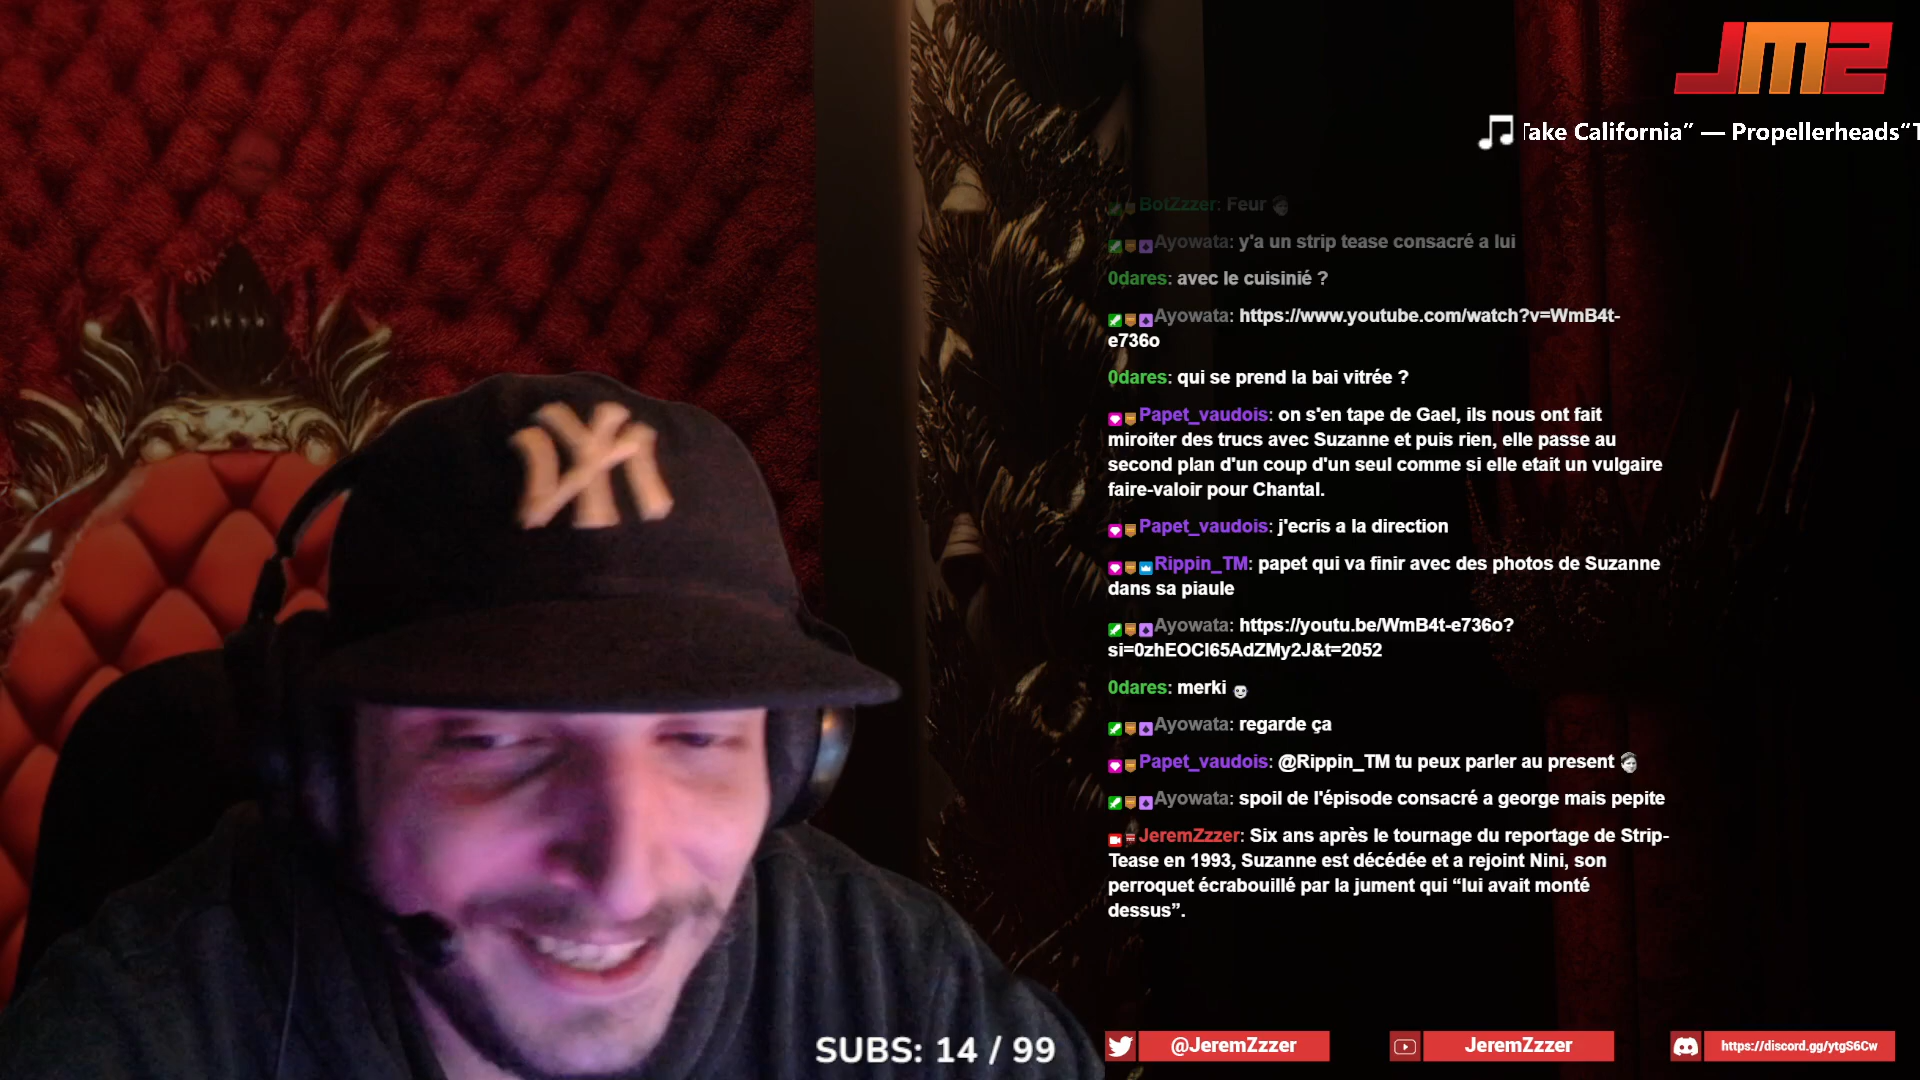 JMZ
Take California” — Propellerheads“T
BotZzzer: Feur
Ayowata: y'a un strip tease consacré a lui
0dares: avec le cuisinié ?
Ayowata: https://www.youtube.com/watch?v=WmB4t-
e736o
0dares: qui se prend la bai vitrée ?
Papet_vaudois: on s'en tape de Gael, ils nous ont fait
miroiter des trucs avec Suzanne et puis rien, elle passe au
second plan d'un coup d'un seul comme si elle etait un vulgaire
faire-valoir pour Chantal.
Papet_vaudois: j'ecris a la direction
Rippin_TM: papet qui va finir avec des photos de Suzanne
dans sa piaule
Ayowata: https://youtu.be/WmB4t-e736o?
si=0zhEOCl65AdZMy2J&t=2052
0dares: merki
Ayowata: regarde ça
Papet_vaudois: @Rippin_TM tu peux parler au present
Ayowata: spoil de l'épisode consacré a george mais pepite
JeremZzzer: Six ans après le tournage du reportage de Strip-
Tease en 1993, Suzanne est décédée et a rejoint Nini, son
perroquet écrabouillé par la jument qui “lui avait monté
dessus”.
NY
SUBS: 14 / 99
@JeremZzzer
JeremZzzer
https://discord.gg/ytgS6Cw